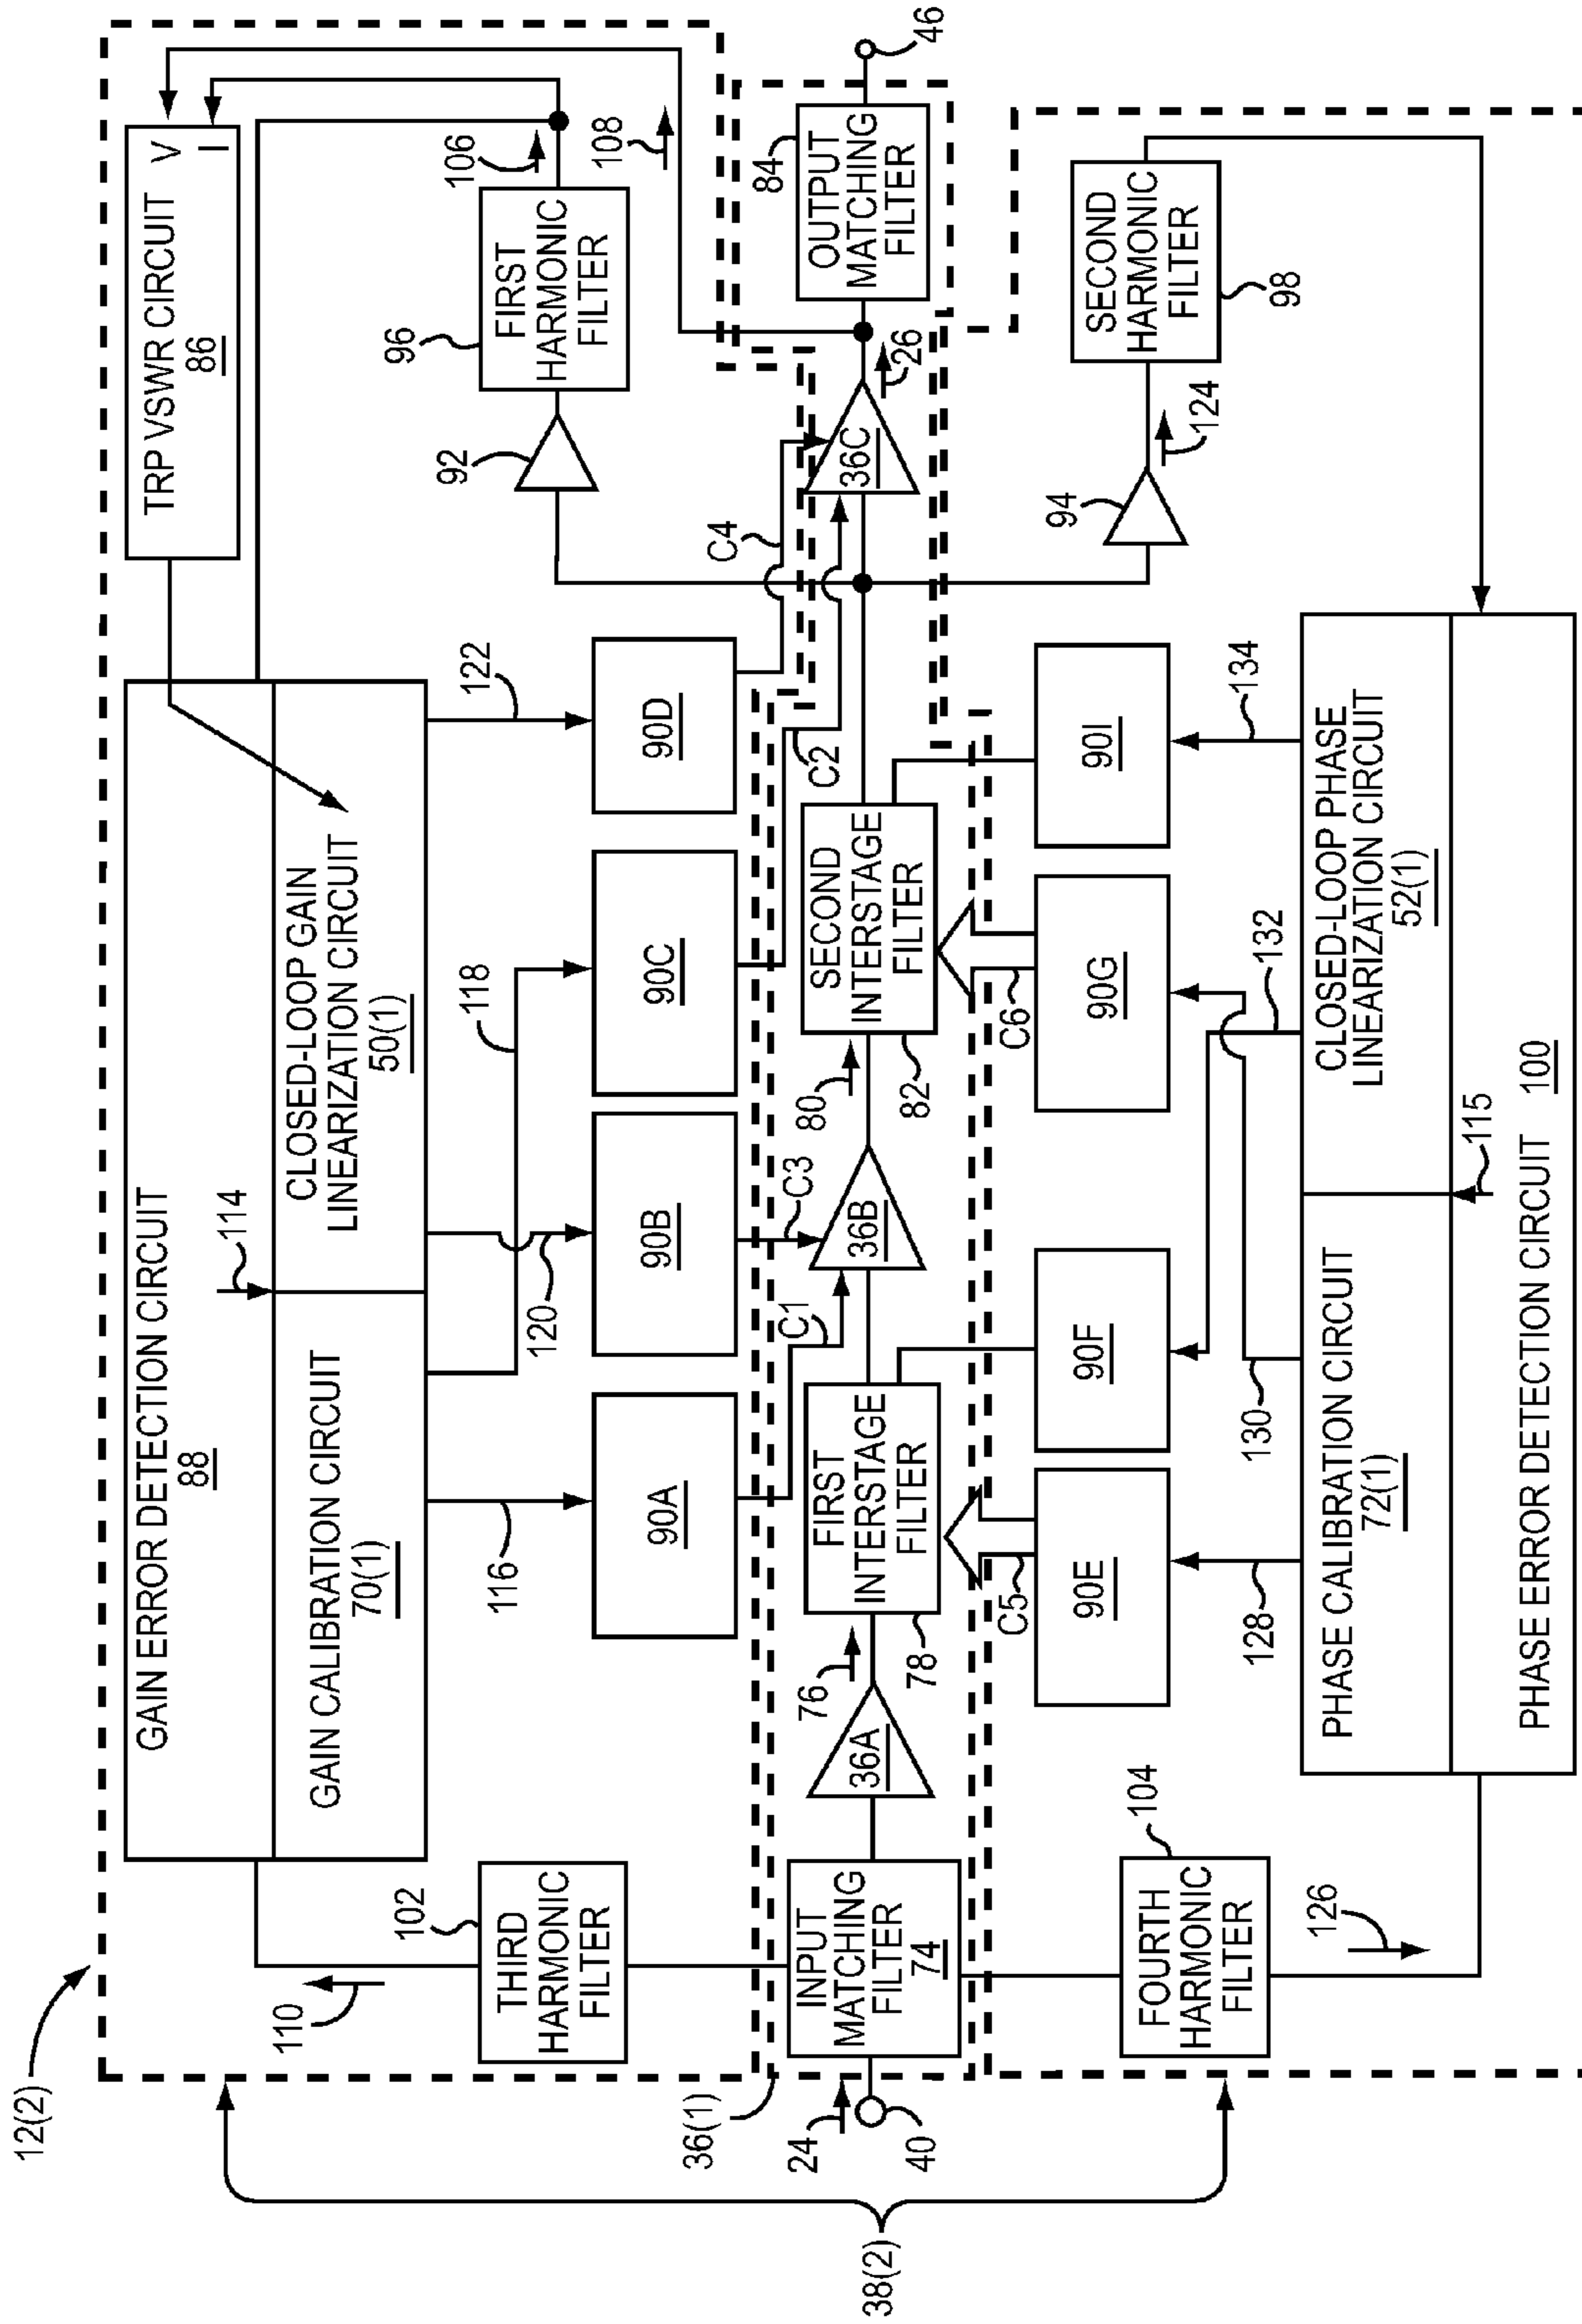 12(2)
38(2)
GAIN ERROR DETECTION CIRCUIT
88
114
GAIN CALIBRATION CIRCUIT
70(1)
CLOSED-LOOP GAIN
LINEARIZATION CIRCUIT
50(1)
TRP VSWR CIRCUIT
86
V
I
110
102
THIRD
HARMONIC
FILTER
116
120
118
122
106
108
96
FIRST
HARMONIC
FILTER
92
90A
90B
90C
90D
C1
C3
C2
C4
36(1)
24
40
INPUT
MATCHING
FILTER
74
36A
76
FIRST
INTERSTAGE
FILTER
78
36B
80
SECOND
INTERSTAGE
FILTER
82
36C
26
84
OUTPUT
MATCHING
FILTER
46
C5
C6
90E
90F
90G
90I
94
124
SECOND
HARMONIC
FILTER
98
104
FOURTH
HARMONIC
FILTER
126
128
130
132
134
PHASE CALIBRATION CIRCUIT
72(1)
CLOSED-LOOP PHASE
LINEARIZATION CIRCUIT
52(1)
115
PHASE ERROR DETECTION CIRCUIT 100